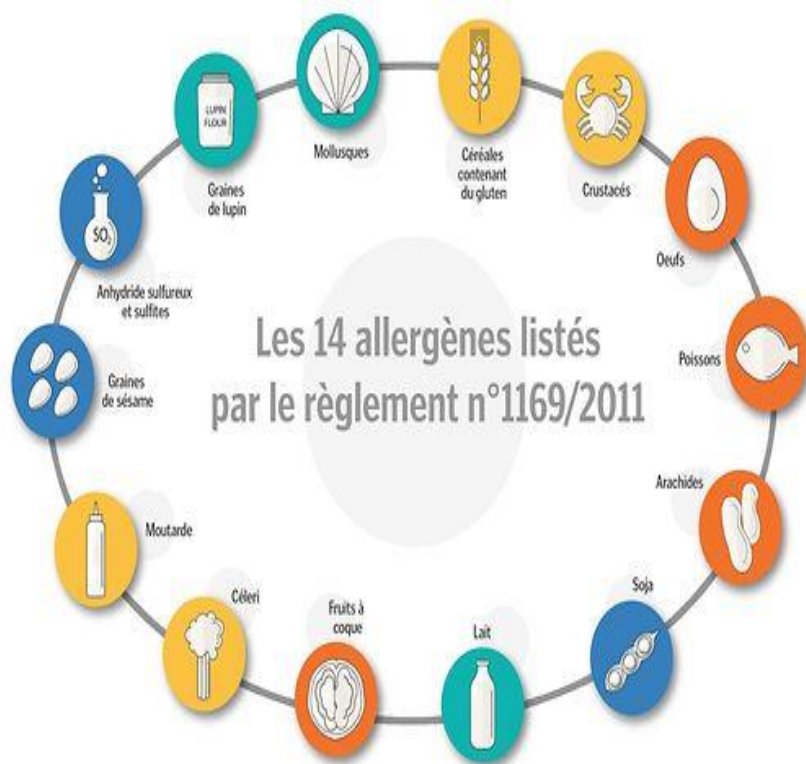 Les 14 allergènes listés
par le règlement n°1169/2011
Céréales
contenant
du gluten
Crustacés
Oeufs
Poissons
Arachides
Soja
Lait
Fruits à
coque
Céleri
Moutarde
Graines
de sésame
Anhydride sulfureux
et sulfites
SO₂
Graines
de lupin
LUPIN
FLOUR
Mollusques